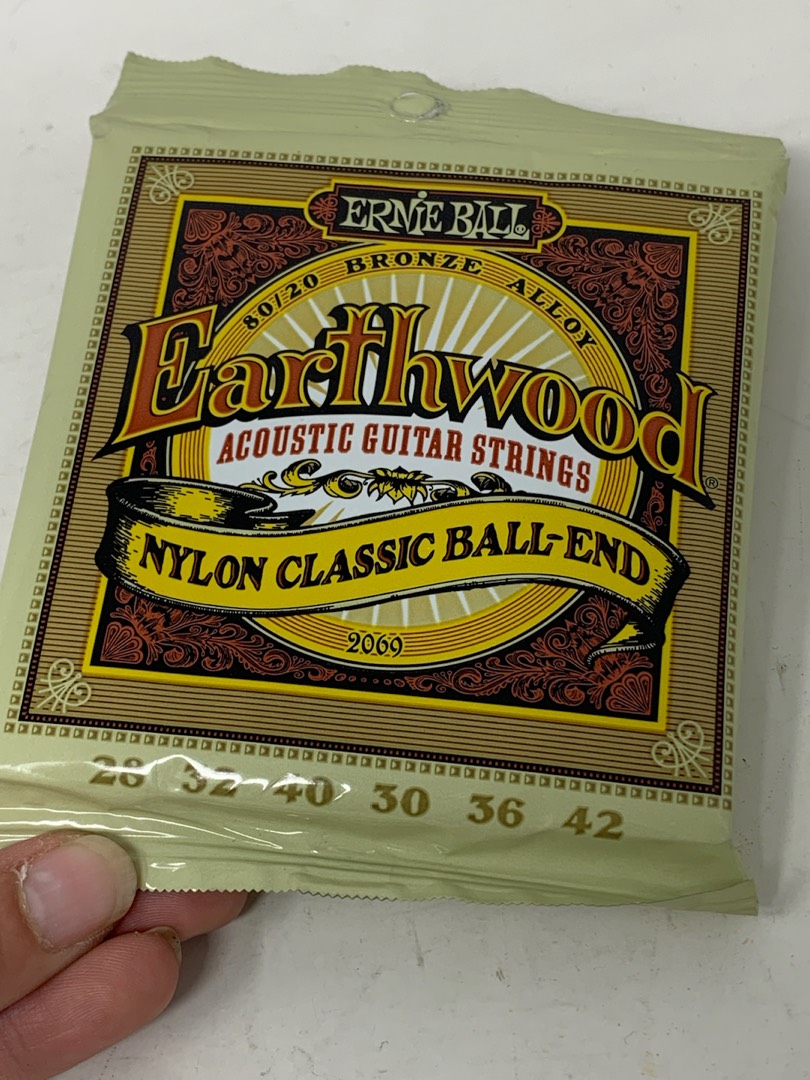 ERNIE BALL
80/20 BRONZE ALLOY
Earthwood®
ACOUSTIC GUITAR STRINGS
NYLON CLASSIC BALL-END
2069
28 32 40 30 36 42